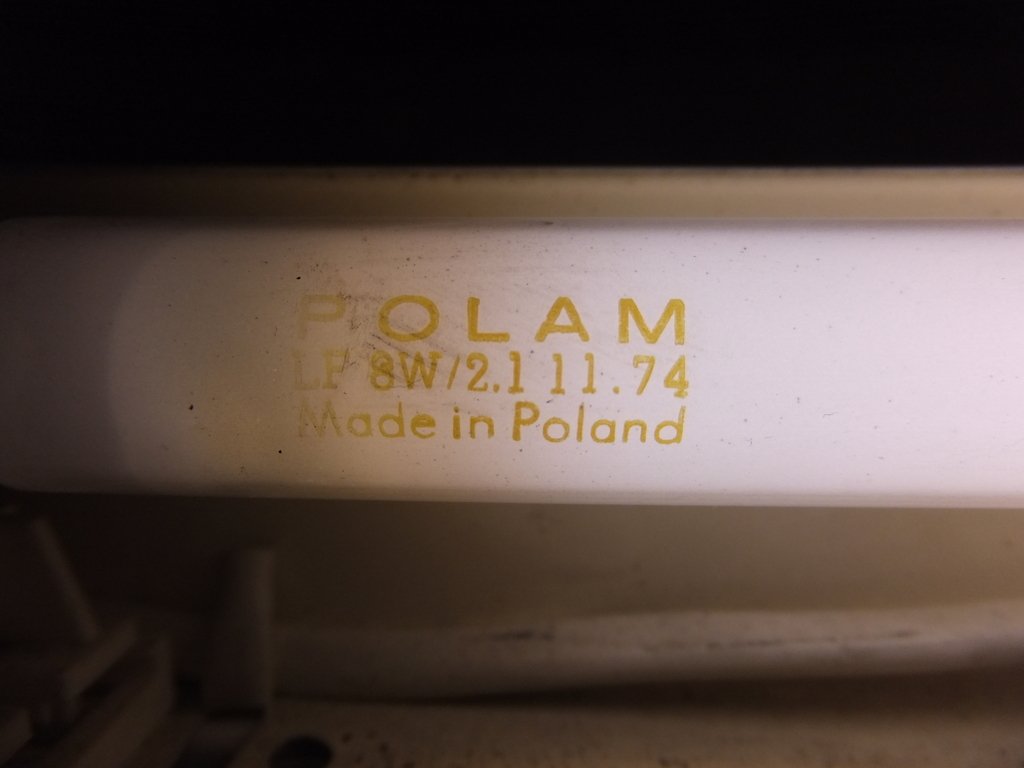 POLAM
LF 8W/2.1 11.74
Made in Poland